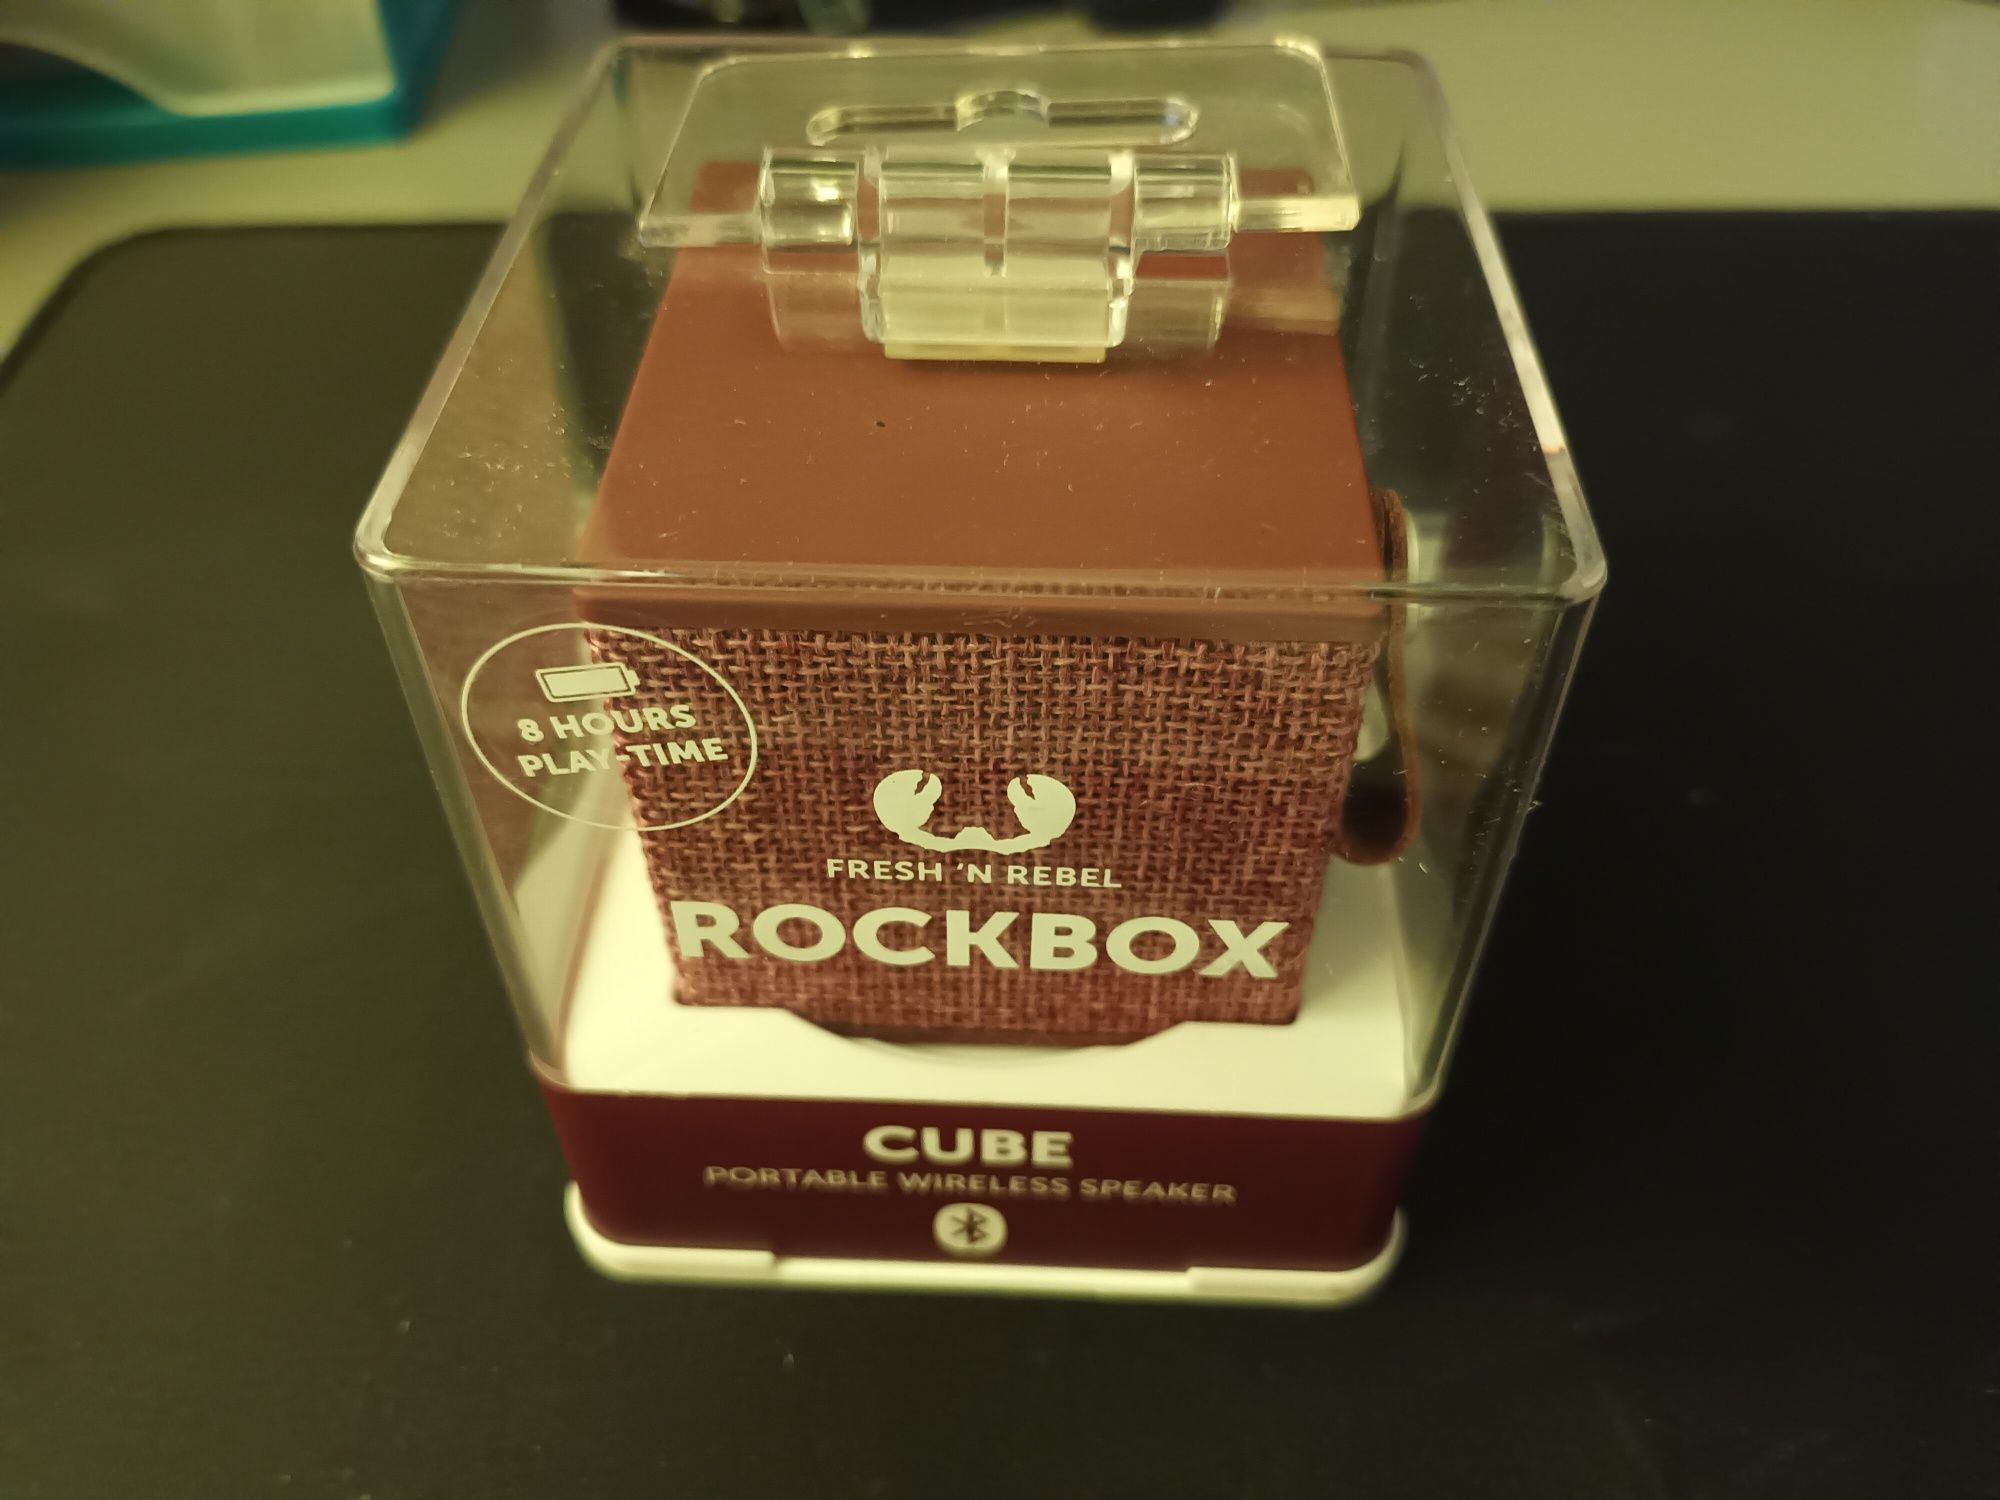 8 HOURS
PLAY-TIME
FRESH 'N REBEL
ROCKBOX
CUBE
PORTABLE WIRELESS SPEAKER